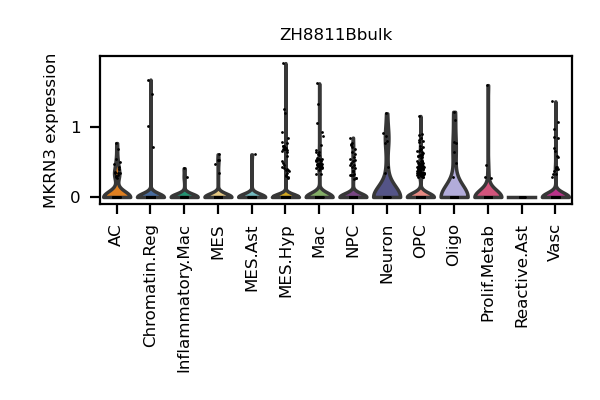 ZH8811Bbulk
MKRN3 expression
1
0
AC
Chromatin.Reg
Inflammatory.Mac
MES
MES.Ast
MES.Hyp
Mac
NPC
Neuron
OPC
Oligo
Prolif.Metab
Reactive.Ast
Vasc